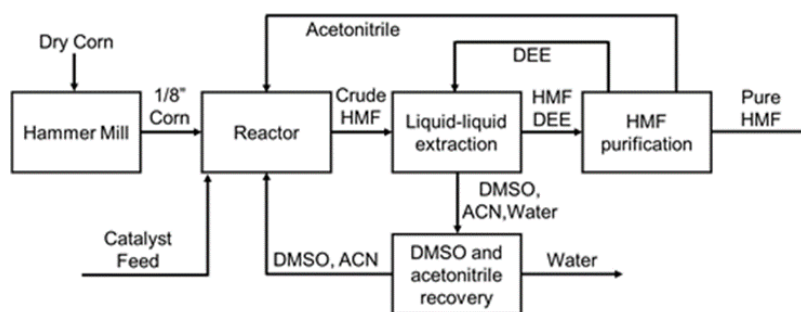 Acetonitrile
DEE
Dry Corn
1/8"
Corn
Crude
HMF
HMF
DEE
Pure
HMF
Hammer Mill
Reactor
Liquid-liquid
extraction
HMF
purification
DMSO,
ACN,Water
Catalyst
Feed
DMSO, ACN
DMSO and
acetonitrile
recovery
Water